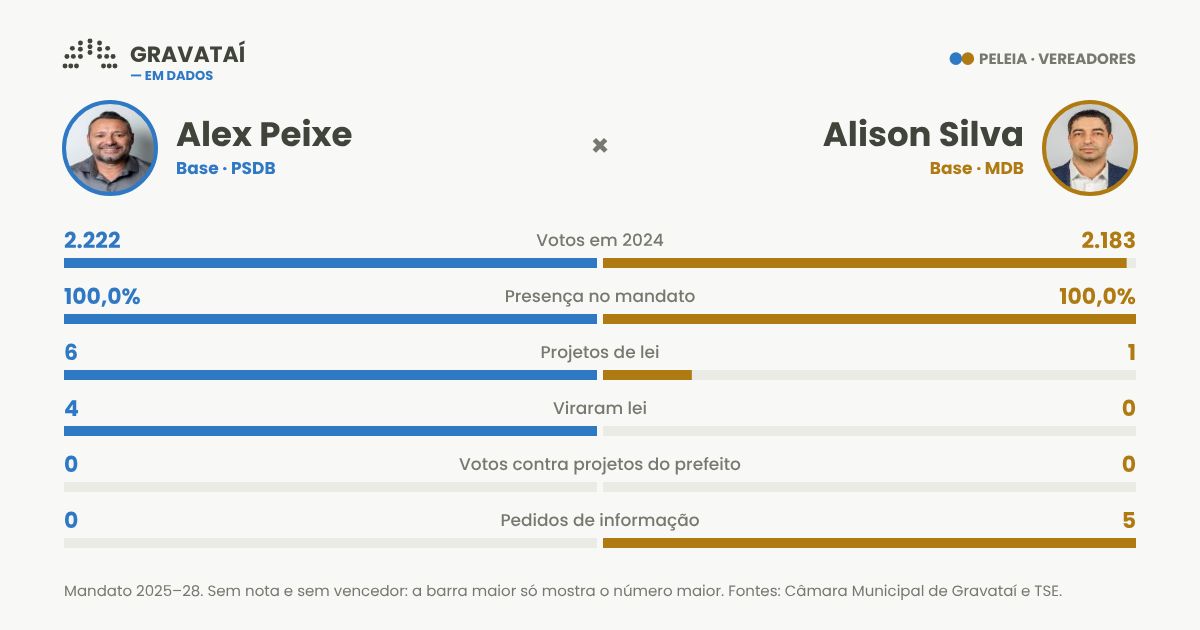 GRAVATAÍ
— EM DADOS
PELEIA · VEREADORES
Alex Peixe
Base · PSDB
×
Alison Silva
Base · MDB
2.222 Votos em 2024 2.183
100,0% Presença no mandato 100,0%
6 Projetos de lei 1
4 Viraram lei 0
0 Votos contra projetos do prefeito 0
0 Pedidos de informação 5
Mandato 2025–28. Sem nota e sem vencedor: a barra maior só mostra o número maior. Fontes: Câmara Municipal de Gravataí e TSE.